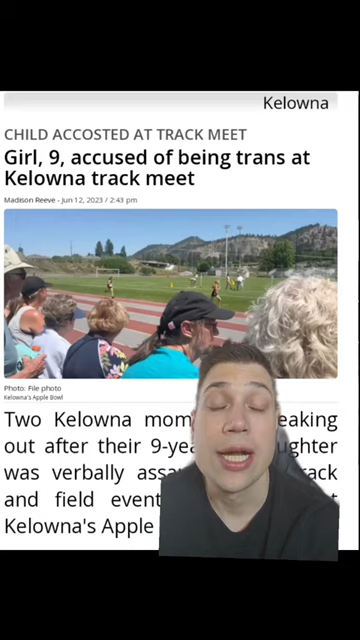 Kelowna
CHILD ACCOSTED AT TRACK MEET
Girl, 9, accused of being trans at
Kelowna track meet
Madison Reeve - Jun 12, 2023 / 2:43 pm
Photo: File photo
Kelowna's Apple Bowl
Two Kelowna mom eaking
out after their 9-yea ughter
was verbally assa rack
and field event t
Kelowna's Apple